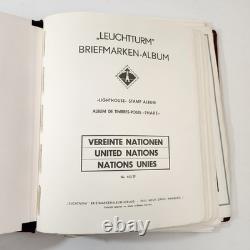 „LEUCHTTURM"
BRIEFMARKEN-ALBUM
„LIGHTHOUSE" STAMP ALBUM
ALBUM DE TIMBRES-POSTE „PHARE"
VEREINTE NATIONEN
UNITED NATIONS
NATIONS UNIES